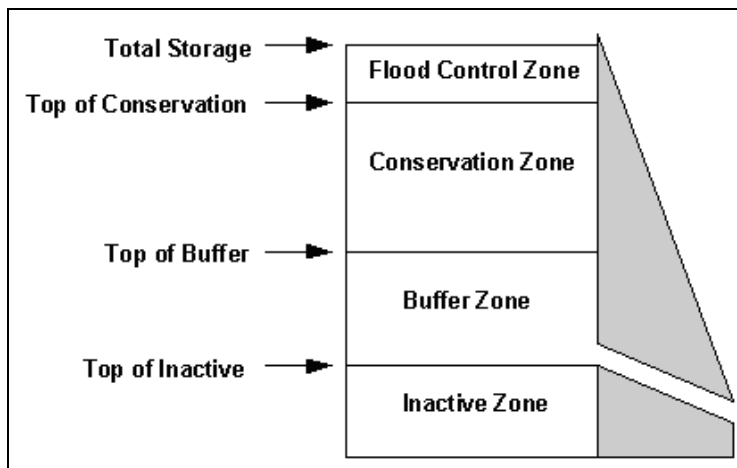 Total Storage
Flood Control Zone
Top of Conservation
Conservation Zone
Top of Buffer
Buffer Zone
Top of Inactive
Inactive Zone